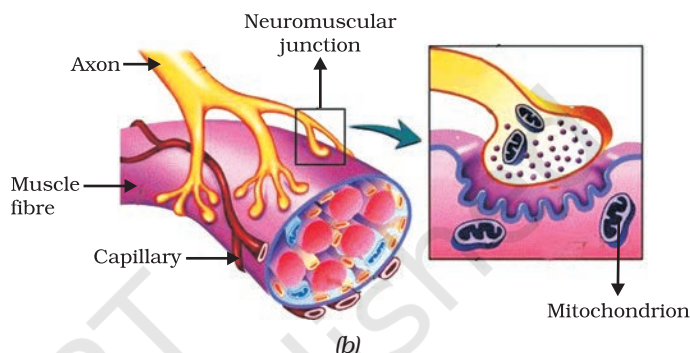 Neuromuscular
junction
Axon
Muscle
fibre
Capillary
Mitochondrion
(b)